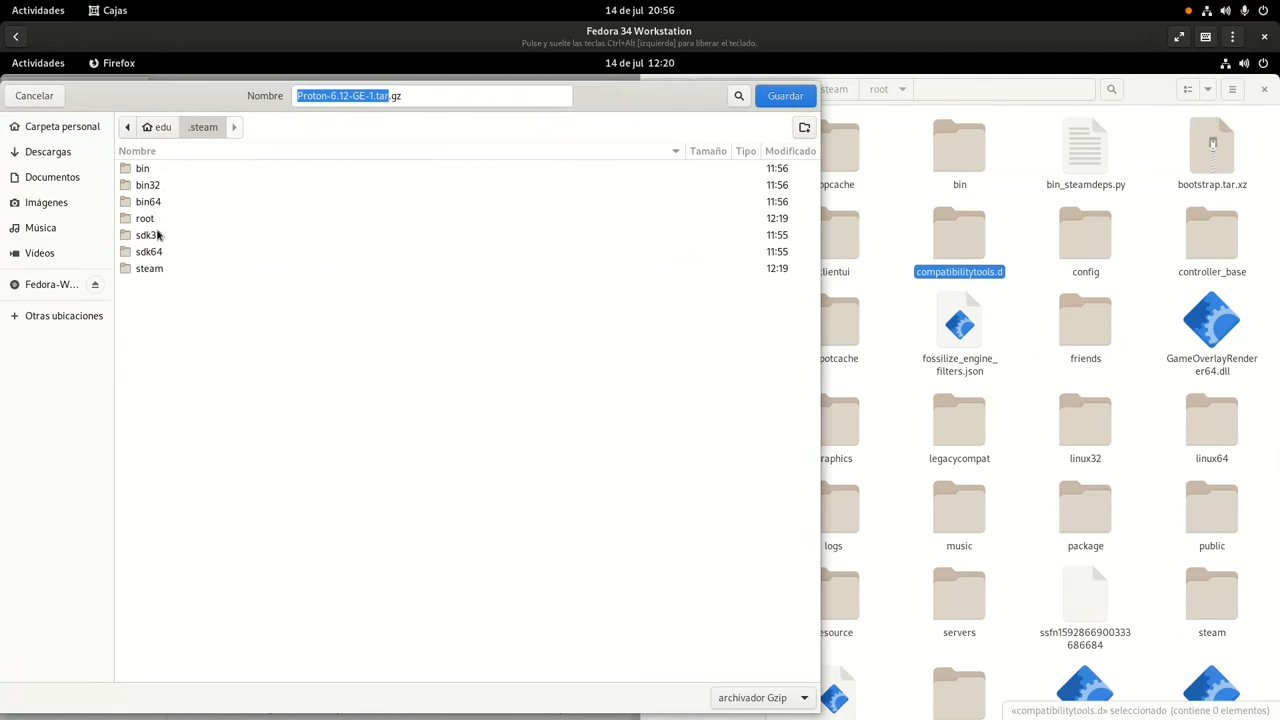 Actividades
Cajas
14 de jul 20:56
Fedora 34 Workstation
Pulse y suelte las teclas Ctrl+Alt [izquierda] para liberar el teclado.
Actividades
Firefox
14 de jul 12:20
Cancelar
Nombre
Proton-6.12-GE-1.tar.gz
Guardar
edu
.steam
Nombre
Tamaño
Tipo
Modificado
bin
11:56
bin32
11:56
bin64
11:56
root
12:19
11:55
sdk64
11:55
steam
12:19
Carpeta personal
Descargas
Documentos
Imágenes
Música
Vídeos
Fedora-W...
Otras ubicaciones
archivador Gzip
steam
root
bin
bin_steamdeps.py
bootstrap.tar.xz
clientui
compatibilitytools.d
config
controller_base
fossilize_engine_
filters.json
friends
GameOverlayRender
er64.dll
legacycompat
linux32
linux64
logs
music
package
public
servers
ssfn1592866900333
686684
steam
«compatibilitytools.d» seleccionado (contiene 0 elementos)